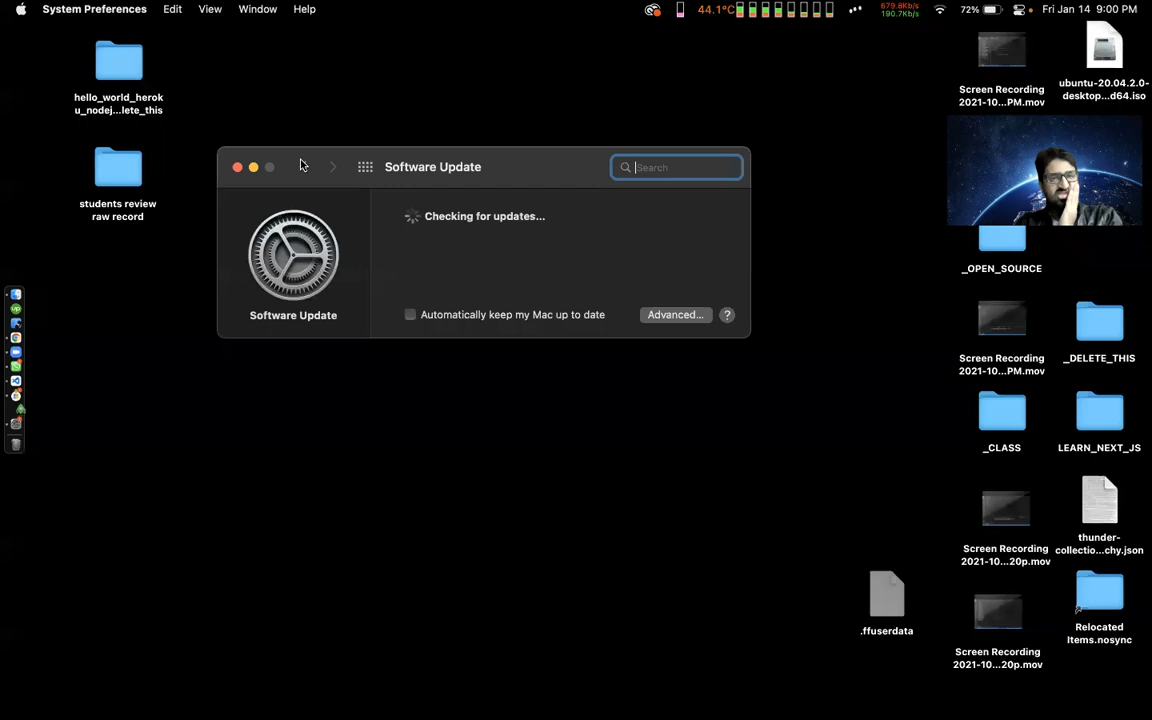 System Preferences Edit View Window Help
44.1°C
679.8Kb/s
190.7Kb/s
72%
Fri Jan 14 9:00 PM
hello_world_herok
u_nodej...lete_this
students review
raw record
Software Update
Search
Checking for updates...
Software Update
Automatically keep my Mac up to date
Advanced...
?
Screen Recording
2021-10...PM.mov
ubuntu-20.04.2.0-
desktop...d64.iso
_OPEN_SOURCE
Screen Recording
2021-10...PM.mov
_DELETE_THIS
_CLASS
LEARN_NEXT_JS
Screen Recording
2021-10...20p.mov
thunder-
collectio...chy.json
.ffuserdata
Relocated
Items.nosync
Screen Recording
2021-10...20p.mov